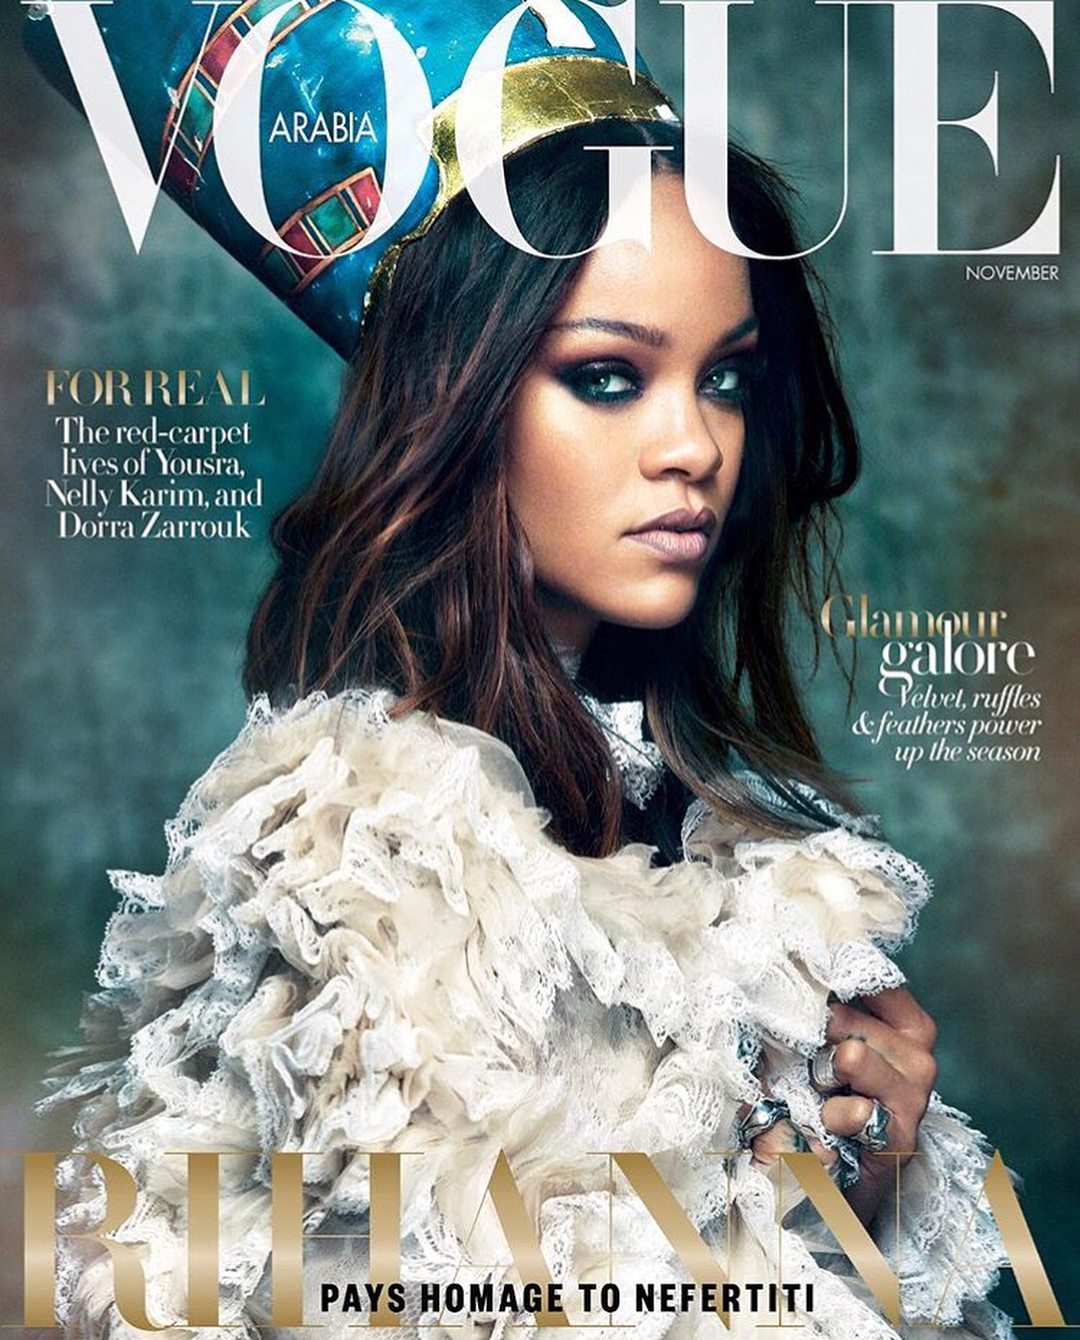 VOGUE
ARABIA
NOVEMBER
FOR REAL
The red-carpet
lives of Yousra,
Nelly Karim, and
Dorra Zarrouk
Glamour
galore
Velvet, ruffles
& feathers power
up the season
RIHANNA
PAYS HOMAGE TO NEFERTITI